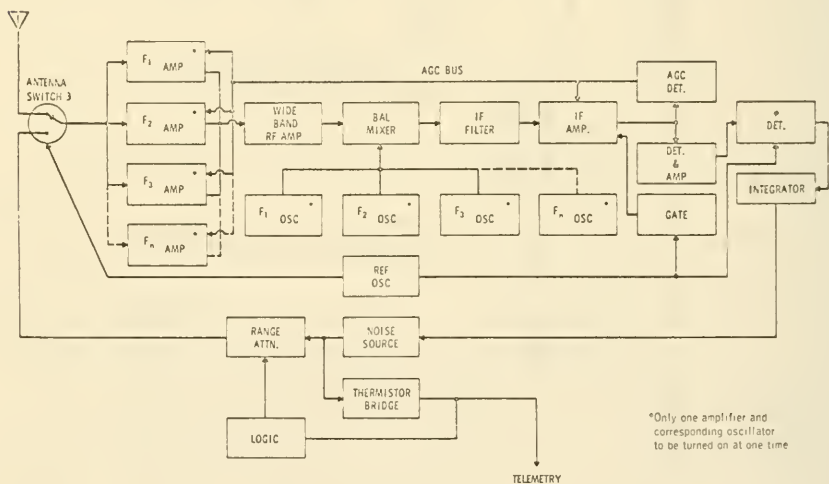 ANTENNA
SWITCH 3
F1 * AMP
F2 * AMP
F3 * AMP
Fn * AMP
WIDE
BAND
RF AMP
BAL
MIXER
IF
FILTER
IF
AMP.
AGC BUS
AGC
DET.
DET.
& AMP
Φ
DET.
INTEGRATOR
F1 * OSC
F2 * OSC
F3 * OSC
Fn * OSC
GATE
REF
OSC
RANGE
ATTN.
NOISE
SOURCE
THERMISTOR
BRIDGE
LOGIC
TELEMETRY
*Only one amplifier and
corresponding oscillator
to be turned on at one time